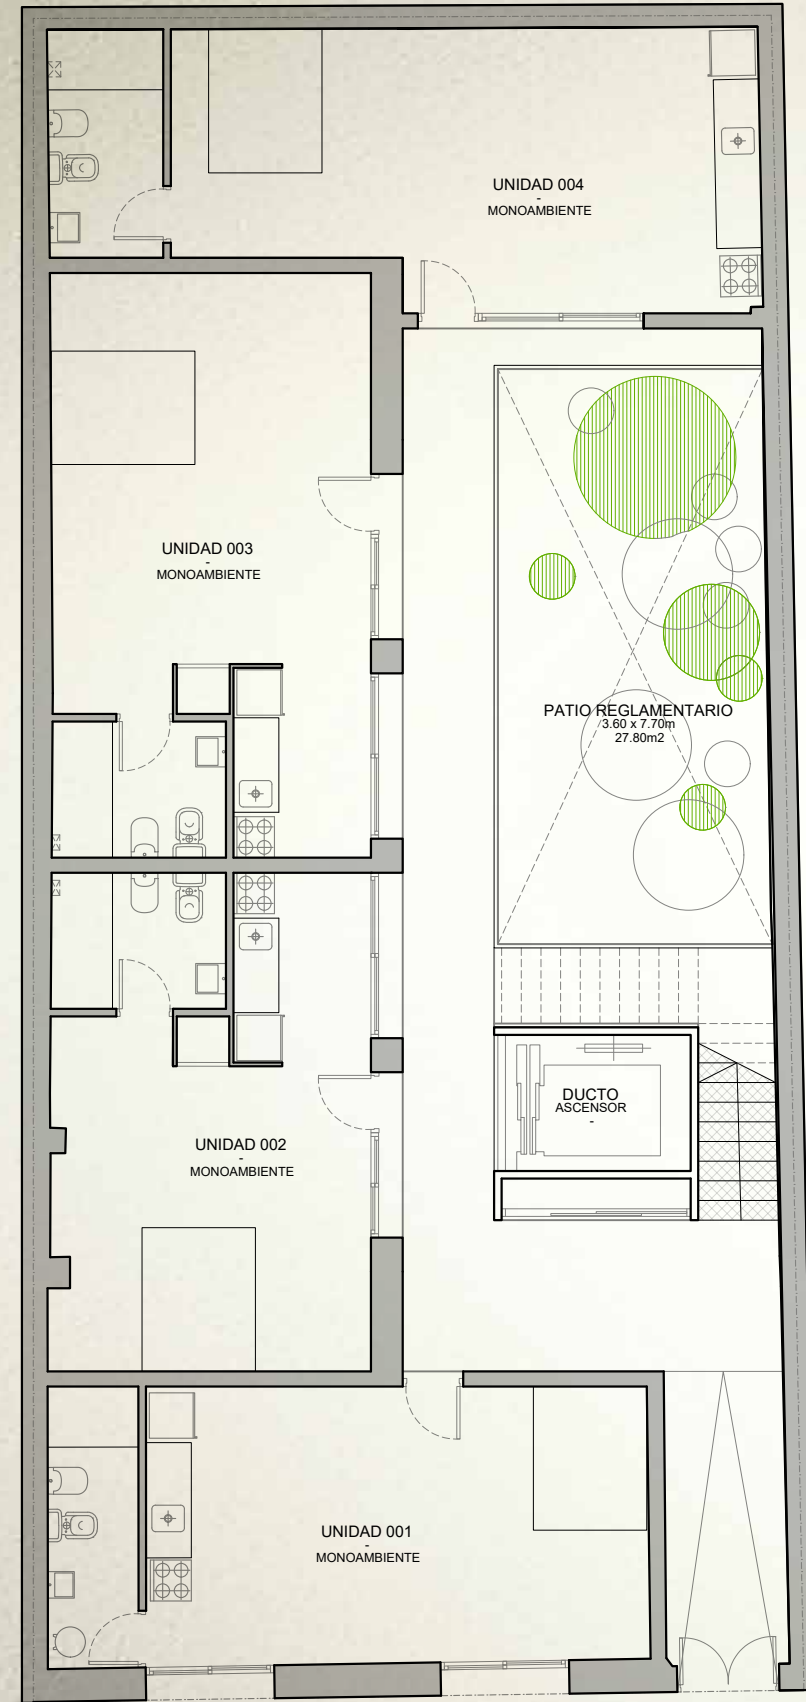 UNIDAD 004
-
MONOAMBIENTE
UNIDAD 003
-
MONOAMBIENTE
PATIO REGLAMENTARIO
3.60 x 7.70m
27.80m2
DUCTO
ASCENSOR
-
UNIDAD 002
-
MONOAMBIENTE
UNIDAD 001
-
MONOAMBIENTE